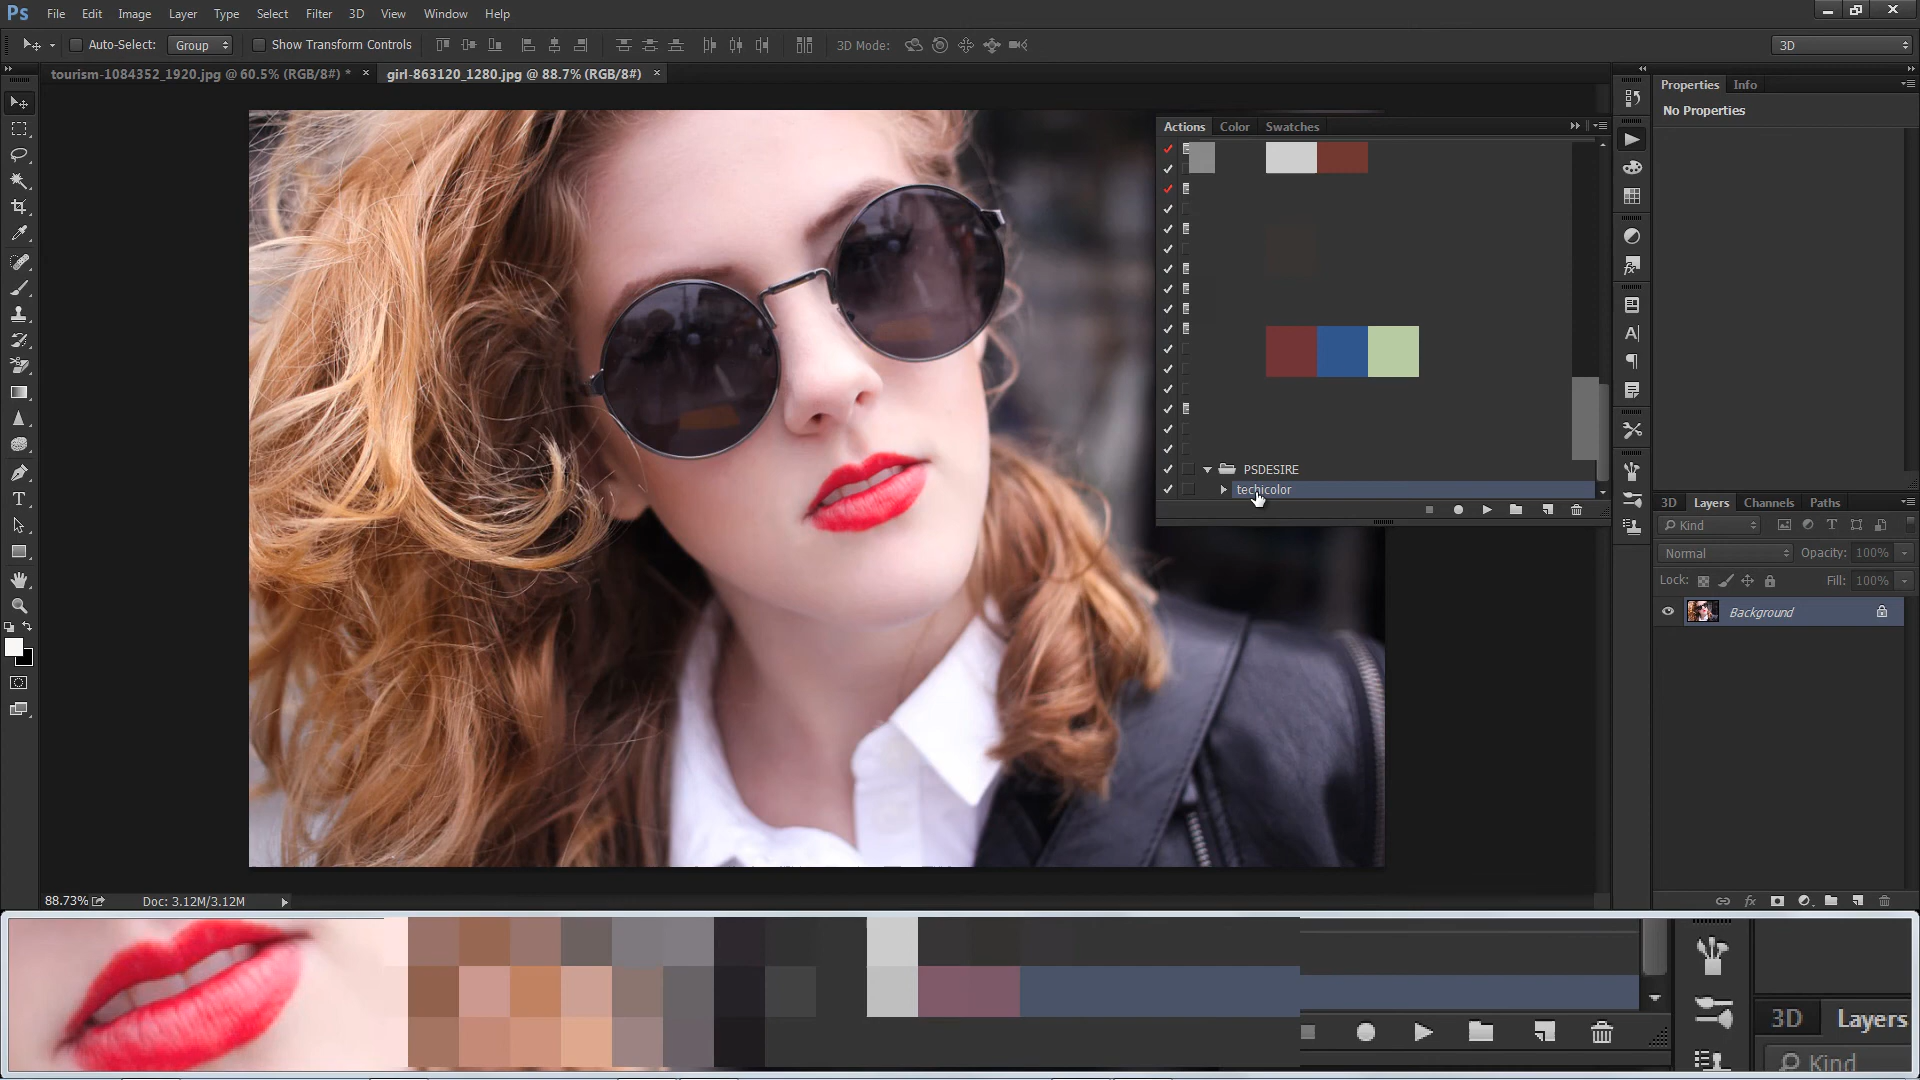 Ps File Edit Image Layer Type Select Filter 3D View Window Help
Auto-Select: Group Show Transform Controls 3D Mode: 3D
tourism-1084352_1920.jpg @ 60.5% (RGB/8#) * × girl-863120_1280.jpg @ 88.7% (RGB/8#) ×
Properties Info
No Properties
Actions Color Swatches
PSDESIRE
techicolor
3D Layers Channels Paths
Kind
Normal Opacity: 100%
Lock: Fill: 100%
Background
88.73% Doc: 3.12M/3.12M
3D Layers
Kind